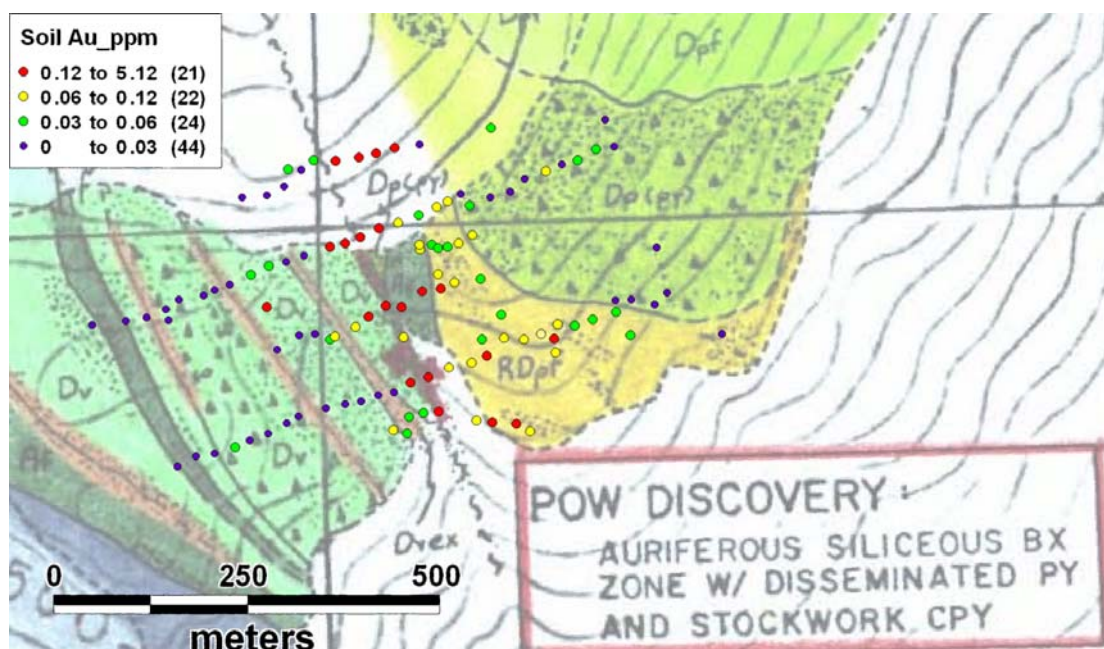 Soil Au_ppm
0.12 to 5.12 (21)
0.06 to 0.12 (22)
0.03 to 0.06 (24)
0 to 0.03 (44)
Dpf
Dp(py)
Dp(py)
Dv
Dv
Dv
RDpf
Dv
Dvex
POW DISCOVERY:
AURIFEROUS SILICEOUS BX
ZONE W/ DISSEMINATED PY
AND STOCKWORK CPY
0 250 500
meters